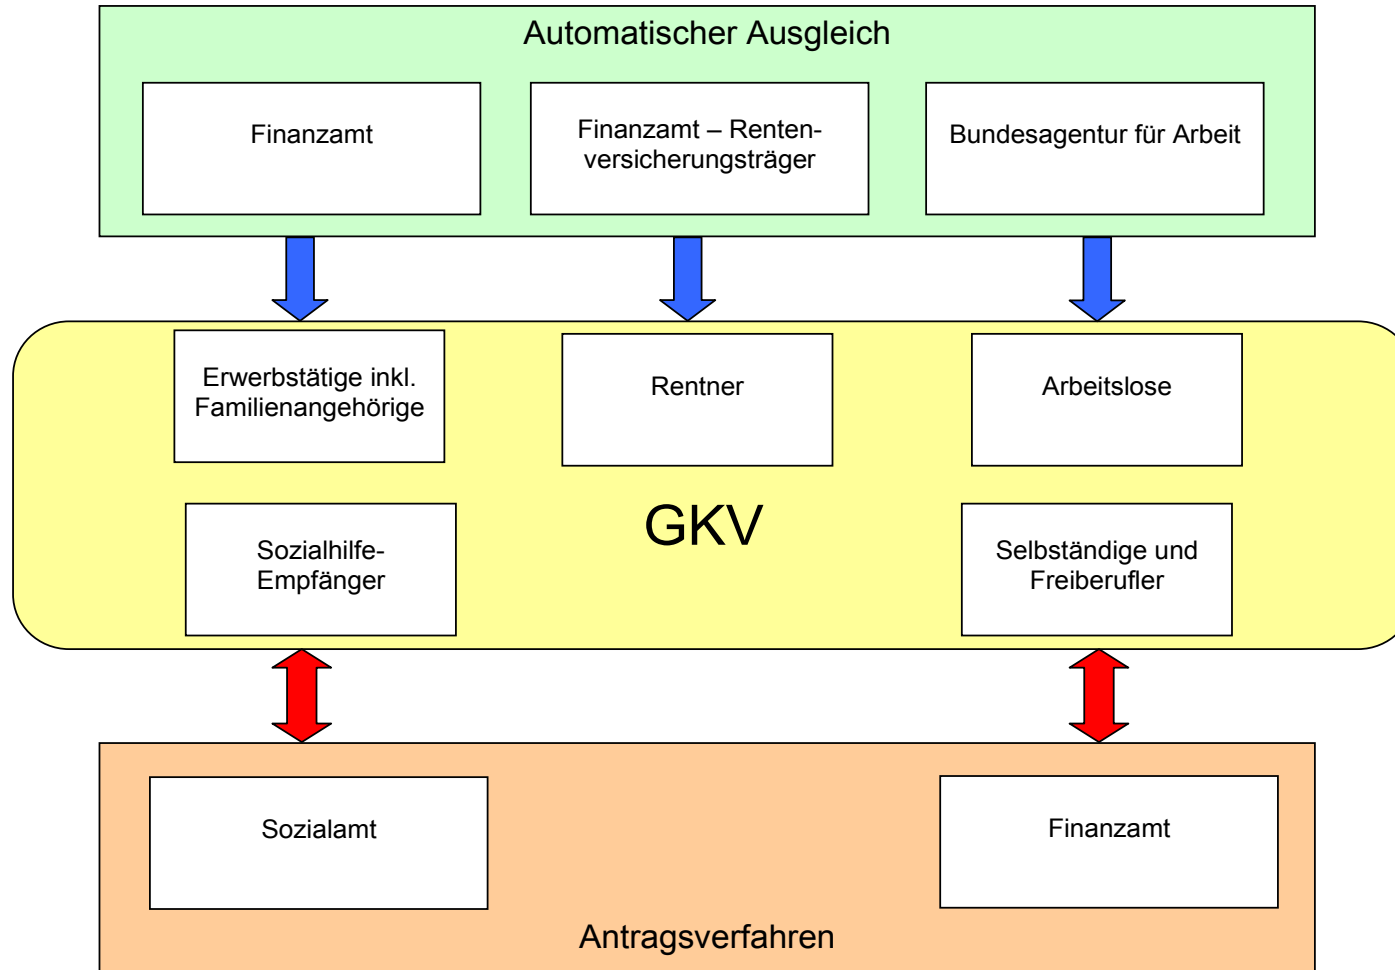 Automatischer Ausgleich
Finanzamt
Finanzamt – Renten-
versicherungsträger
Bundesagentur für Arbeit
Erwerbstätige inkl.
Familienangehörige
Rentner
Arbeitslose
GKV
Sozialhilfe-
Empfänger
Selbständige und
Freiberufler
Sozialamt
Finanzamt
Antragsverfahren